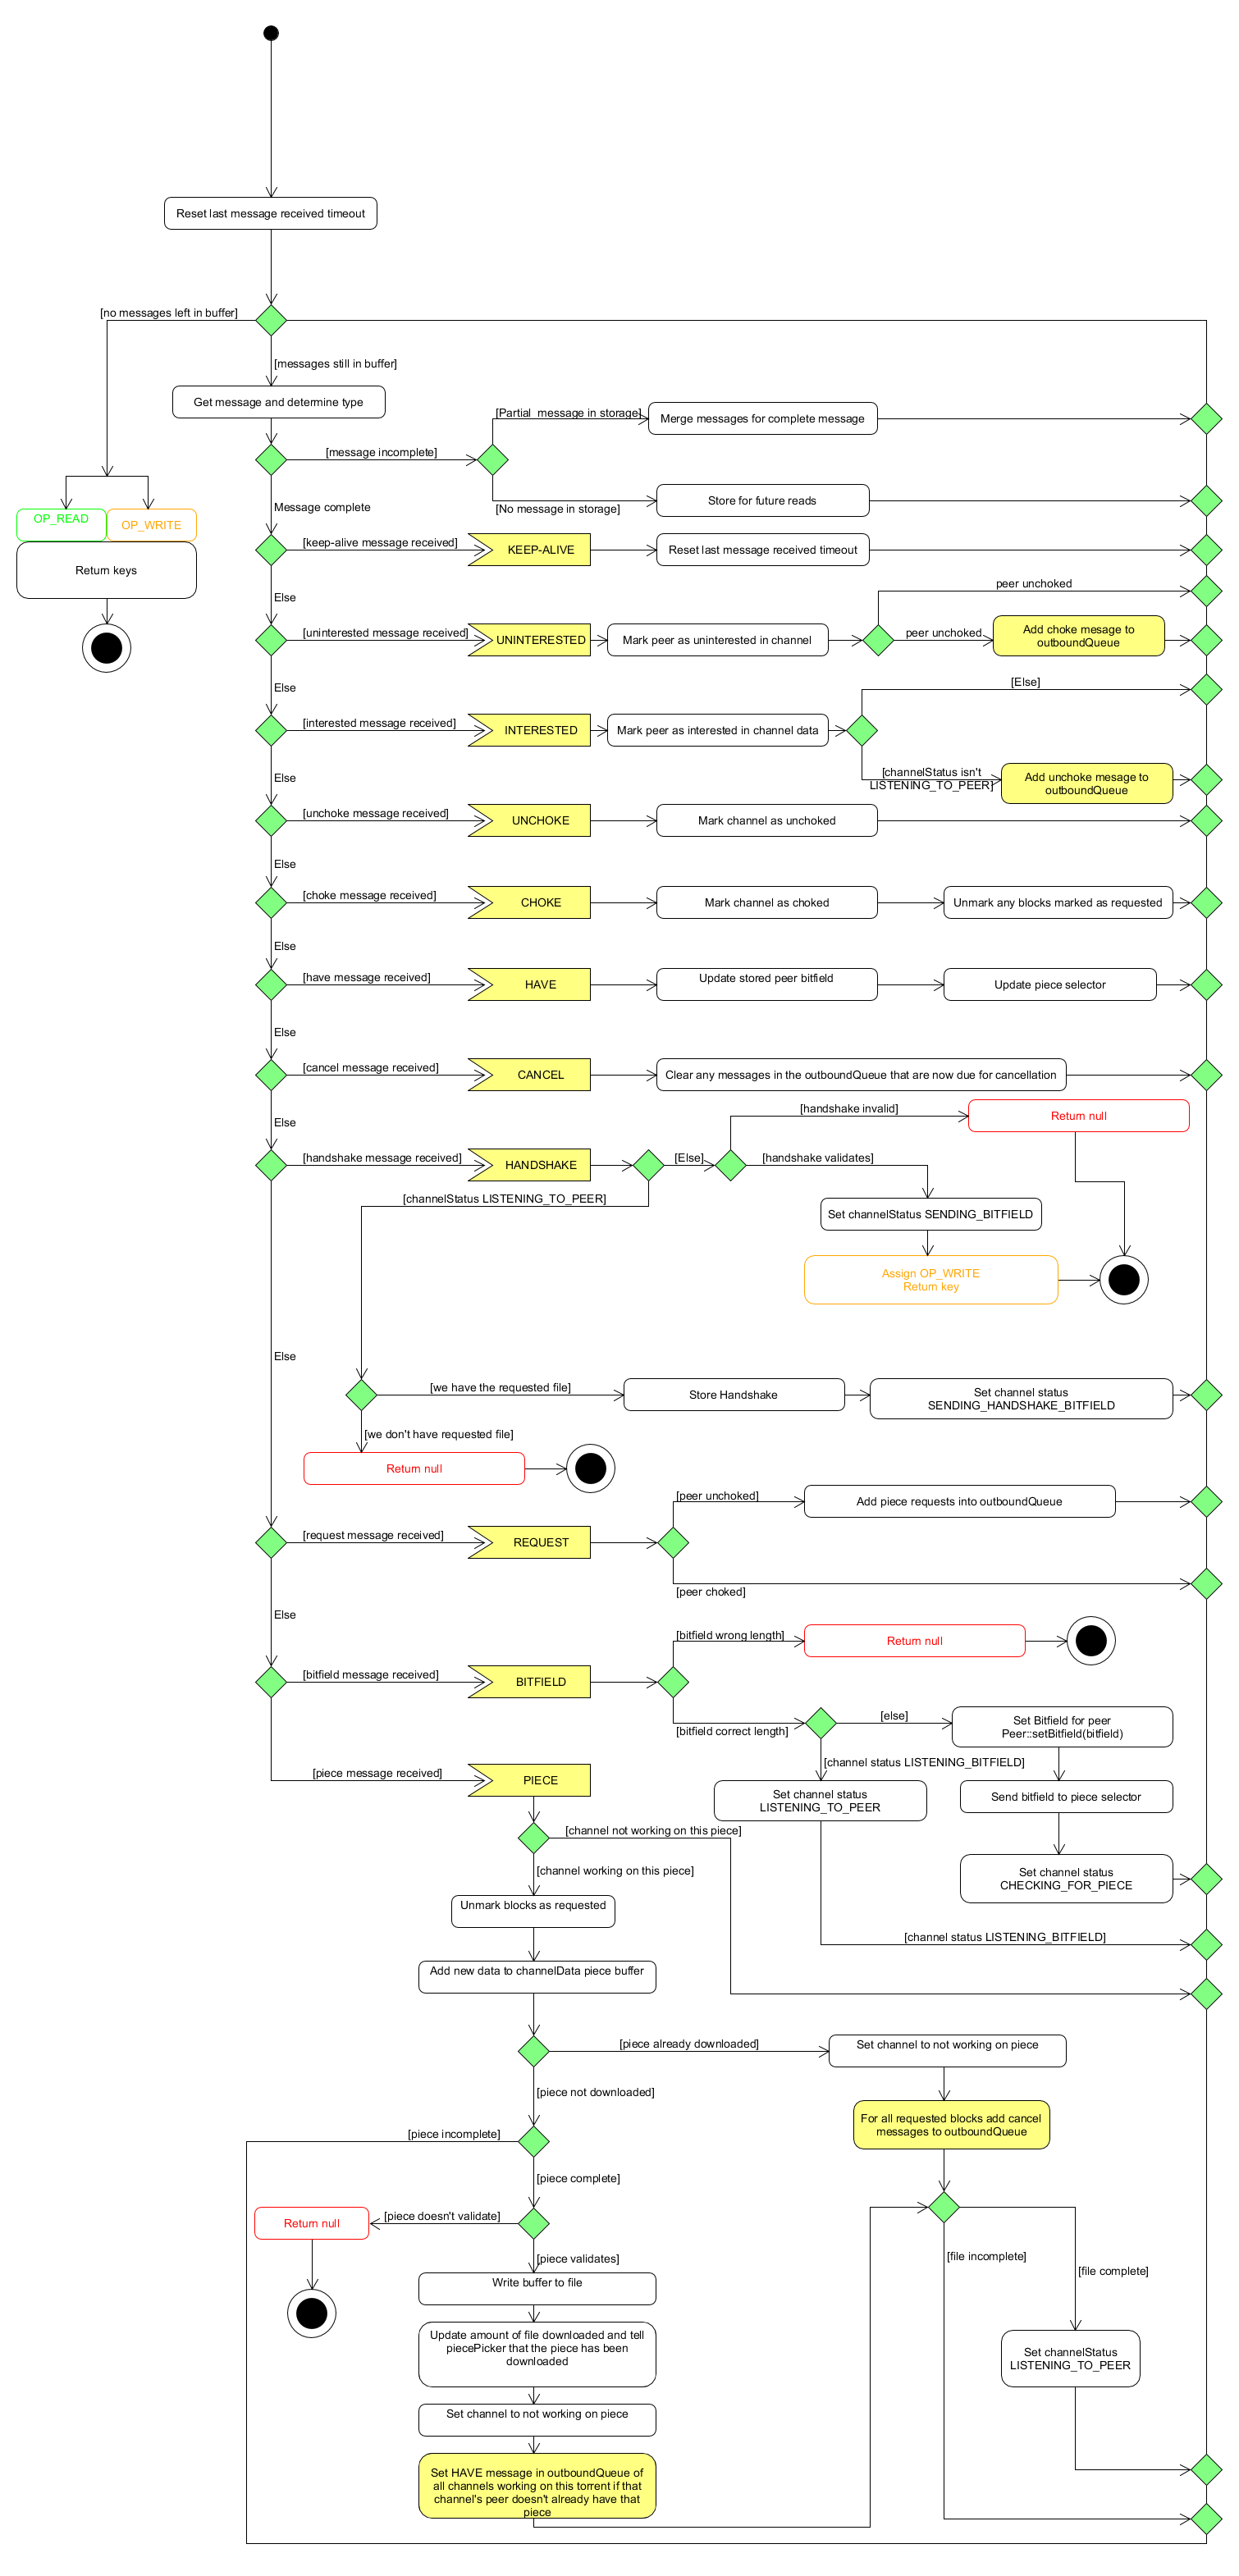 Reset last message received timeout
[no messages left in buffer]
[messages still in buffer]
Get message and determine type
[Partial  message in storage]
Merge messages for complete message
[message incomplete]
[No message in storage]
Store for future reads
Message complete
OP_READ
OP_WRITE
Return keys
[keep-alive message received]
KEEP-ALIVE
Reset last message received timeout
peer unchoked
Else
[uninterested message received]
UNINTERESTED
Mark peer as uninterested in channel
peer unchoked
Add choke mesage to
outboundQueue
Else
[Else]
[interested message received]
INTERESTED
Mark peer as interested in channel data
[channelStatus isn't
LISTENING_TO_PEER]
Add unchoke mesage to
outboundQueue
Else
[unchoke message received]
UNCHOKE
Mark channel as unchoked
Else
[choke message received]
CHOKE
Mark channel as choked
Unmark any blocks marked as requested
Else
[have message received]
HAVE
Update stored peer bitfield
Update piece selector
Else
[cancel message received]
CANCEL
Clear any messages in the outboundQueue that are now due for cancellation
Else
[handshake invalid]
Return null
[handshake message received]
HANDSHAKE
[Else]
[handshake validates]
[channelStatus LISTENING_TO_PEER]
Set channelStatus SENDING_BITFIELD
Assign OP_WRITE
Return key
Else
[we have the requested file]
Store Handshake
Set channel status
SENDING_HANDSHAKE_BITFIELD
[we don't have requested file]
Return null
[peer unchoked]
Add piece requests into outboundQueue
[request message received]
REQUEST
[peer choked]
Else
[bitfield wrong length]
Return null
[bitfield message received]
BITFIELD
[bitfield correct length]
[else]
Set Bitfield for peer
Peer::setBitfield(bitfield)
[channel status LISTENING_BITFIELD]
[piece message received]
PIECE
Set channel status
LISTENING_TO_PEER
Send bitfield to piece selector
[channel not working on this piece]
[channel working on this piece]
Set channel status
CHECKING_FOR_PIECE
Unmark blocks as requested
[channel status LISTENING_BITFIELD]
Add new data to channelData piece buffer
[piece already downloaded]
Set channel to not working on piece
[piece not downloaded]
For all requested blocks add cancel
messages to outboundQueue
[piece incomplete]
[piece complete]
Return null
[piece doesn't validate]
[piece validates]
[file incomplete]
[file complete]
Write buffer to file
Update amount of file downloaded and tell
piecePicker that the piece has been
downloaded
Set channelStatus
LISTENING_TO_PEER
Set channel to not working on piece
Set HAVE message in outboundQueue of
all channels working on this torrent if that
channel's peer doesn't already have that
piece